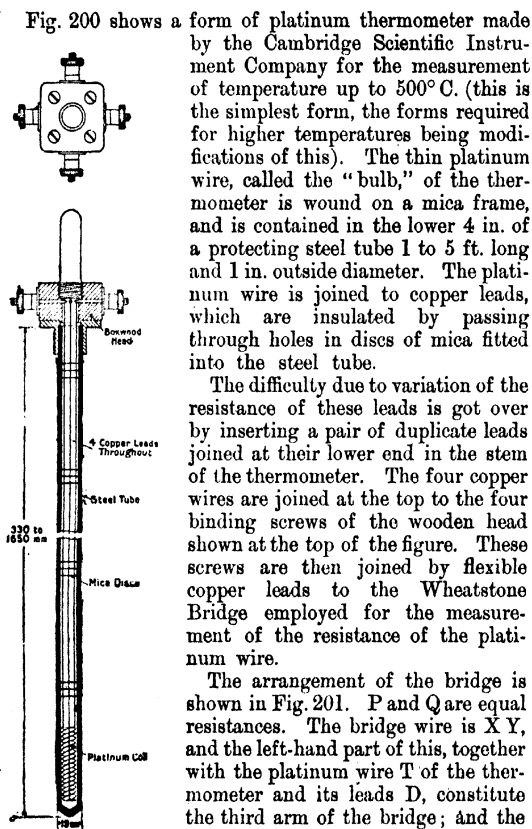 Fig. 200 shows a form of platinum thermometer made
by the Cambridge Scientific Instru-
ment Company for the measurement
of temperature up to 500° C. (this is
the simplest form, the forms required
for higher temperatures being modi-
fications of this). The thin platinum
wire, called the "bulb," of the ther-
mometer is wound on a mica frame,
and is contained in the lower 4 in. of
a protecting steel tube 1 to 5 ft. long
and 1 in. outside diameter. The plati-
num wire is joined to copper leads,
which are insulated by passing
through holes in discs of mica fitted
into the steel tube.
The difficulty due to variation of the
resistance of these leads is got over
by inserting a pair of duplicate leads
joined at their lower end in the stem
of the thermometer. The four copper
wires are joined at the top to the four
binding screws of the wooden head
shown at the top of the figure. These
screws are then joined by flexible
copper leads to the Wheatstone
Bridge employed for the measure-
ment of the resistance of the plati-
num wire.
The arrangement of the bridge is
shown in Fig. 201. P and Q are equal
resistances. The bridge wire is X Y,
and the left-hand part of this, together
with the platinum wire T of the ther-
mometer and its leads D, constitute
the third arm of the bridge; and the
Boxwood
Head
4 Copper Leads
Throughout
Steel Tube
330 to
1650 mm
Mica Discs
Platinum Coil